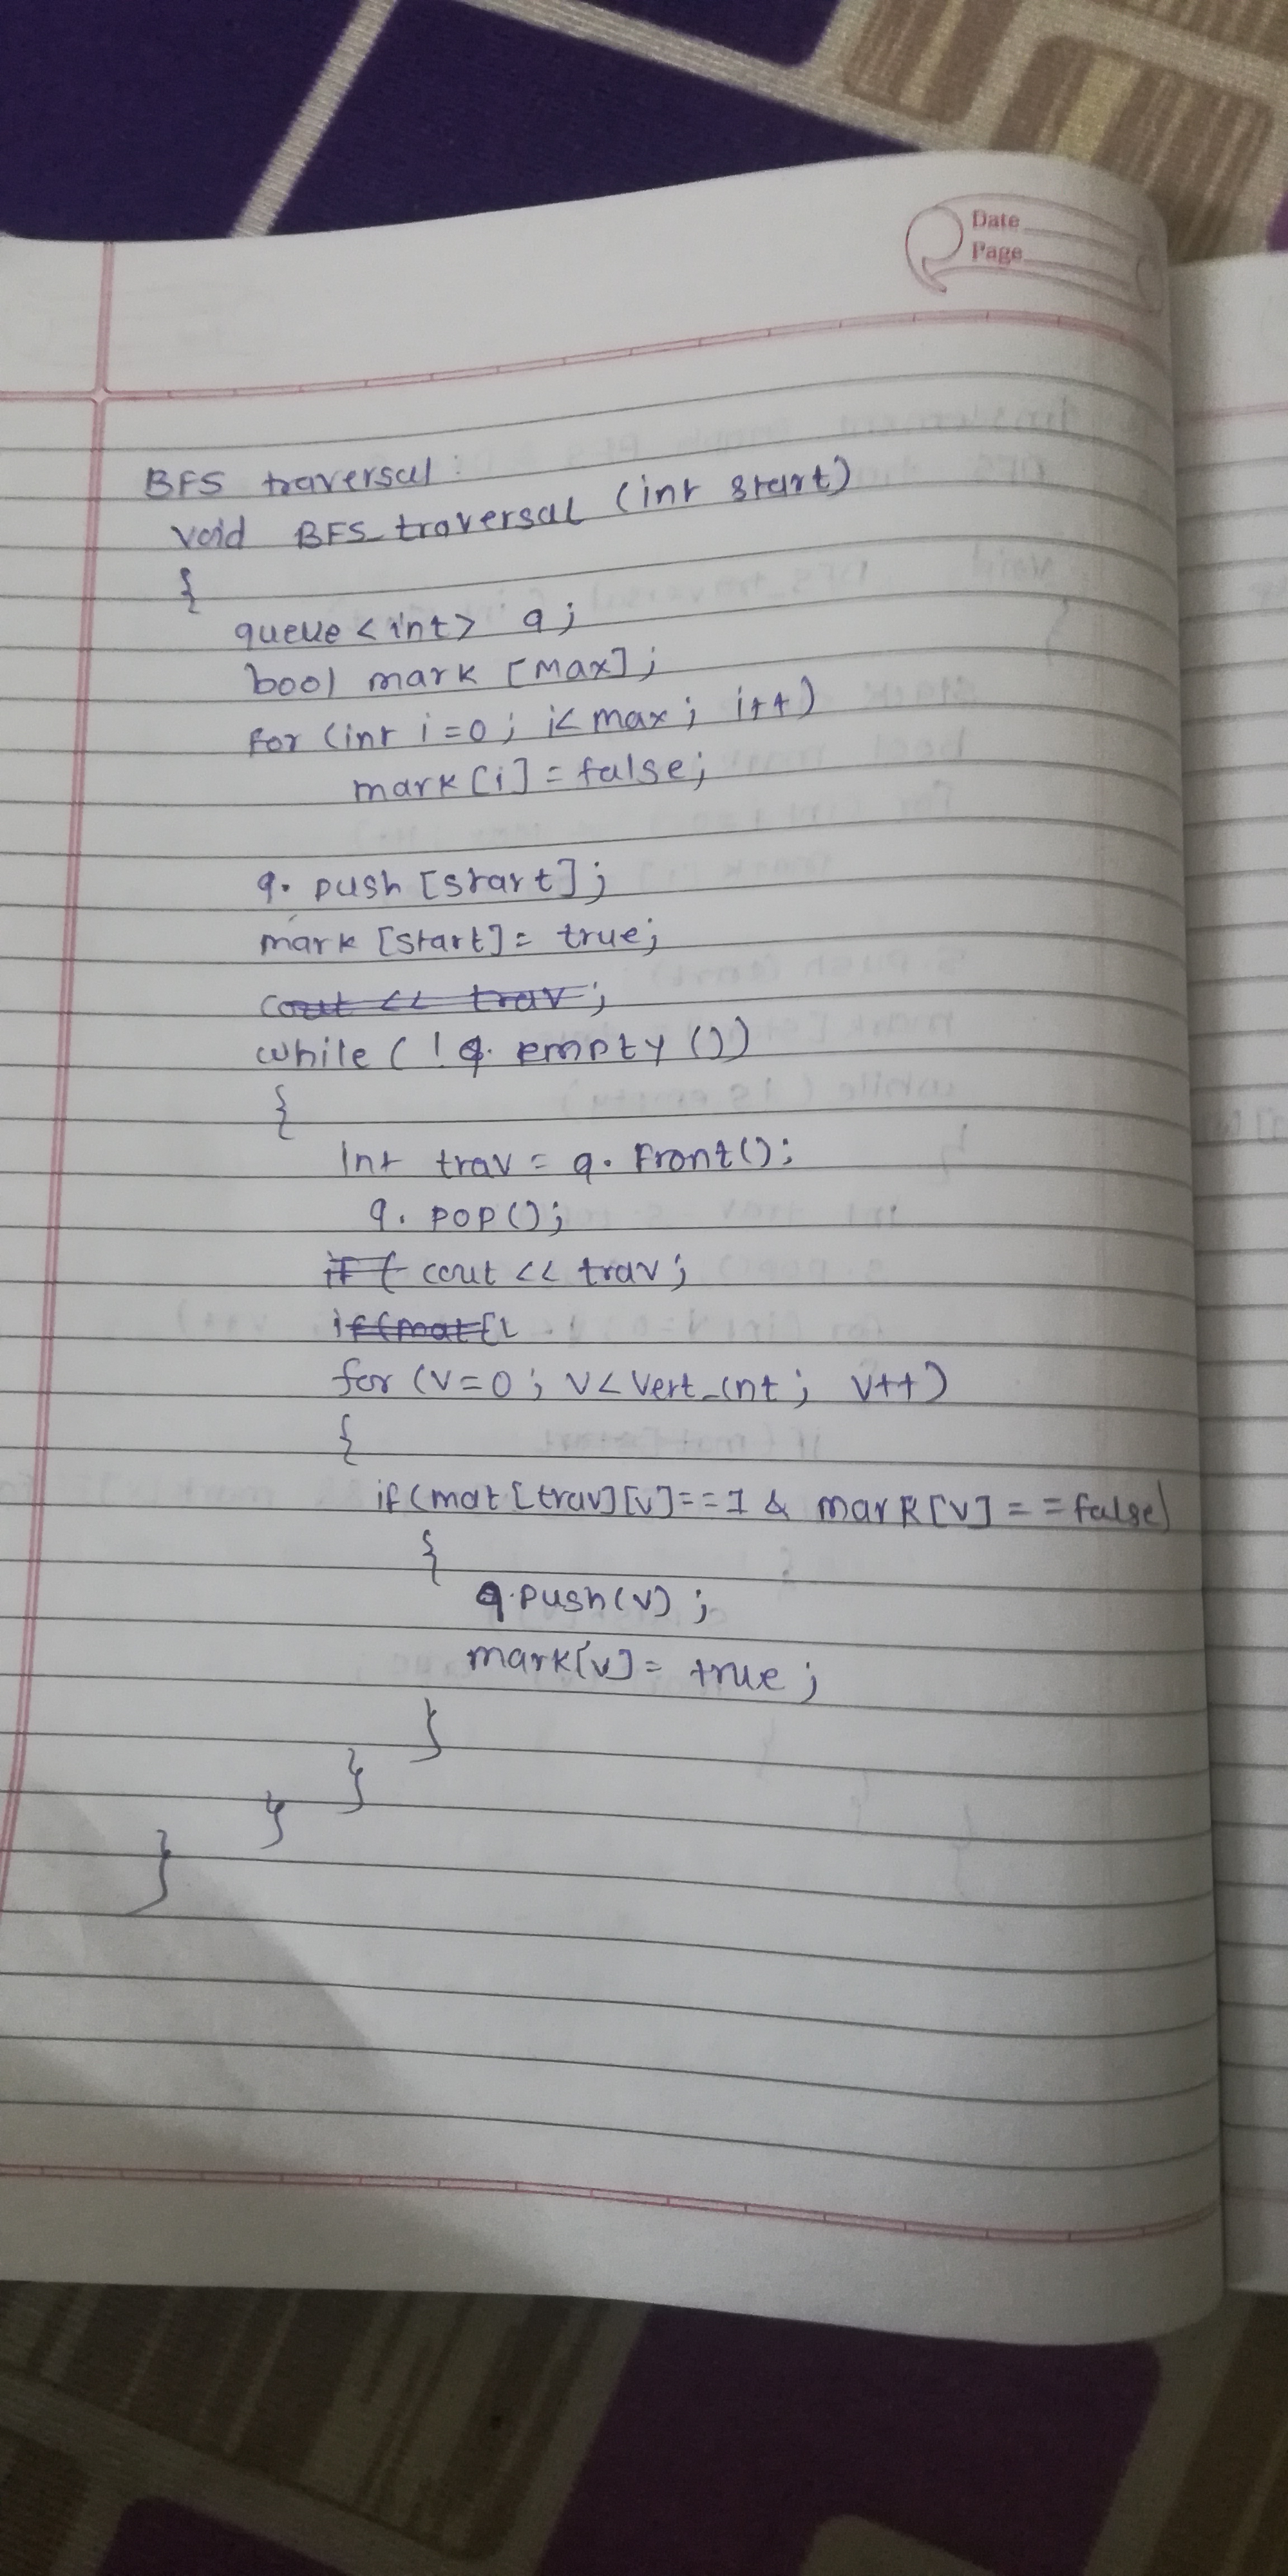 Date
Page
BFS traversal:
void BFS_traversal (int start)
{
queue <int> q;
bool mark [max];
for (int i=0; i< max; i++)
mark[i] = false;
q. push [start];
mark [start] = true;
cout << trav;
while ( ! q. empty ())
{
int trav = q. front();
q. pop();
if ( cout << trav;
if(mat[i
for (v=0; v<vert_cnt; v++)
{
if(mat[trav][v]==1 & mark[v]==false)
{
q.push(v);
mark[v] = true;
}
}
}
}